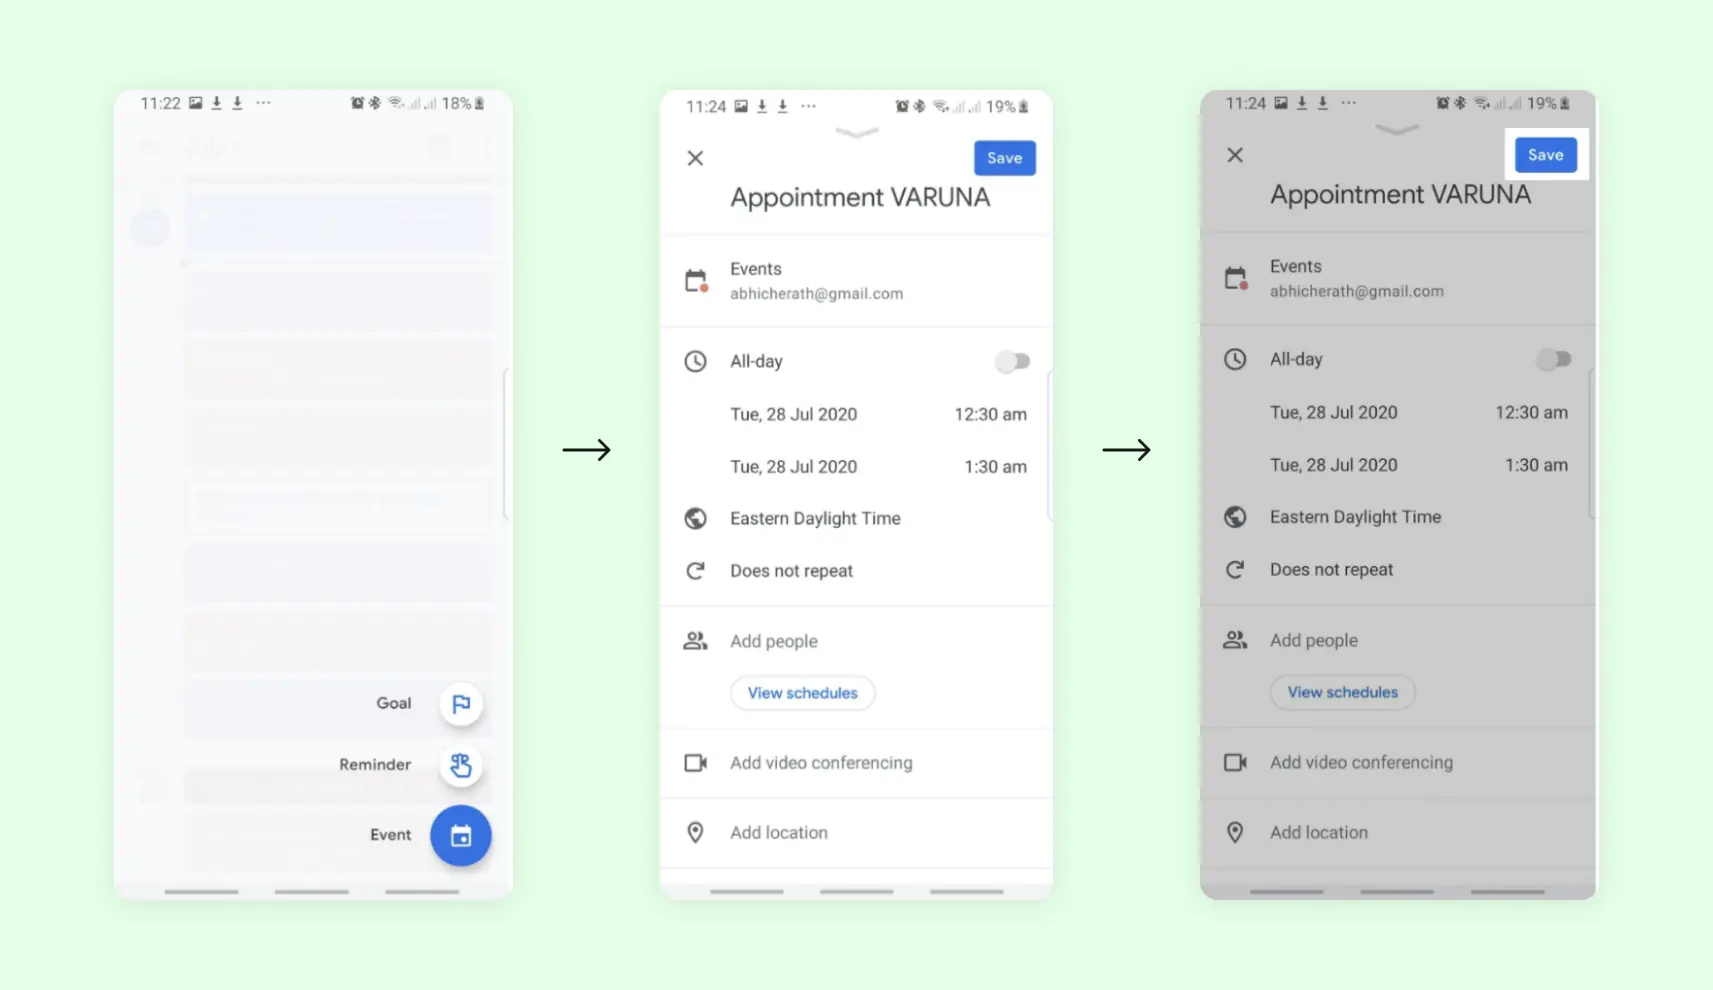 11:22 18%
Goal
Reminder
Event
11:24 19%
Save
Appointment VARUNA
Events
abhicherath@gmail.com
All-day
Tue, 28 Jul 2020 12:30 am
Tue, 28 Jul 2020 1:30 am
Eastern Daylight Time
Does not repeat
Add people
View schedules
Add video conferencing
Add location
11:24 19%
Save
Appointment VARUNA
Events
abhicherath@gmail.com
All-day
Tue, 28 Jul 2020 12:30 am
Tue, 28 Jul 2020 1:30 am
Eastern Daylight Time
Does not repeat
Add people
View schedules
Add video conferencing
Add location